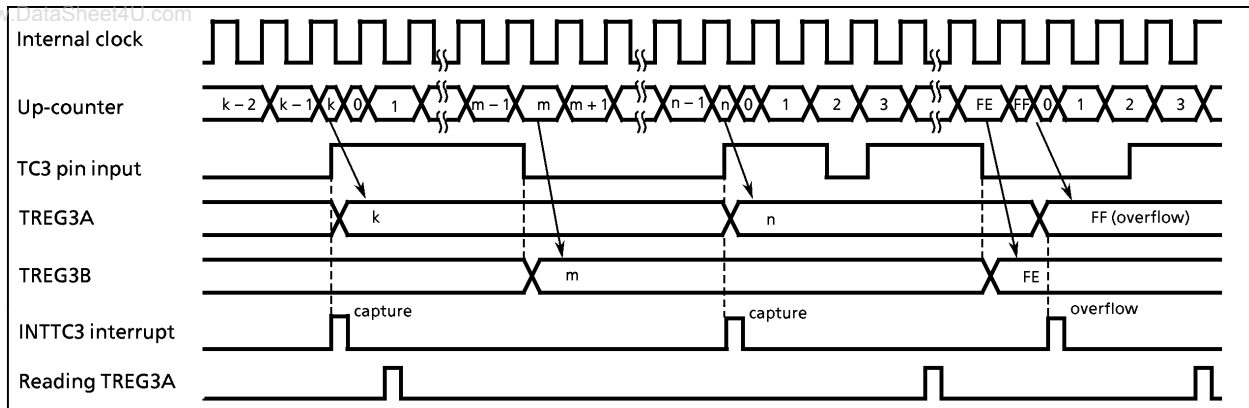 www.DataSheet4U.com
Internal clock
Up-counter k – 2 k – 1 k 0 1 m – 1 m m + 1 n – 1 n 0 1 2 3 FE FF 0 1 2 3
TC3 pin input
TREG3A k n FF (overflow)
TREG3B m FE
INTTC3 interrupt capture capture overflow
Reading TREG3A